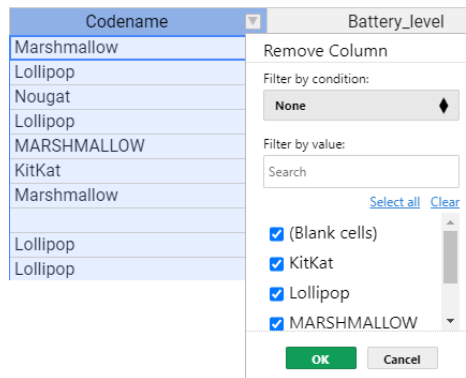 Codename
Battery_level
Marshmallow
Lollipop
Nougat
Lollipop
MARSHMALLOW
KitKat
Marshmallow
Lollipop
Lollipop
Remove Column
Filter by condition:
None
Filter by value:
Search
Select all Clear
(Blank cells)
KitKat
Lollipop
MARSHMALLOW
OK Cancel